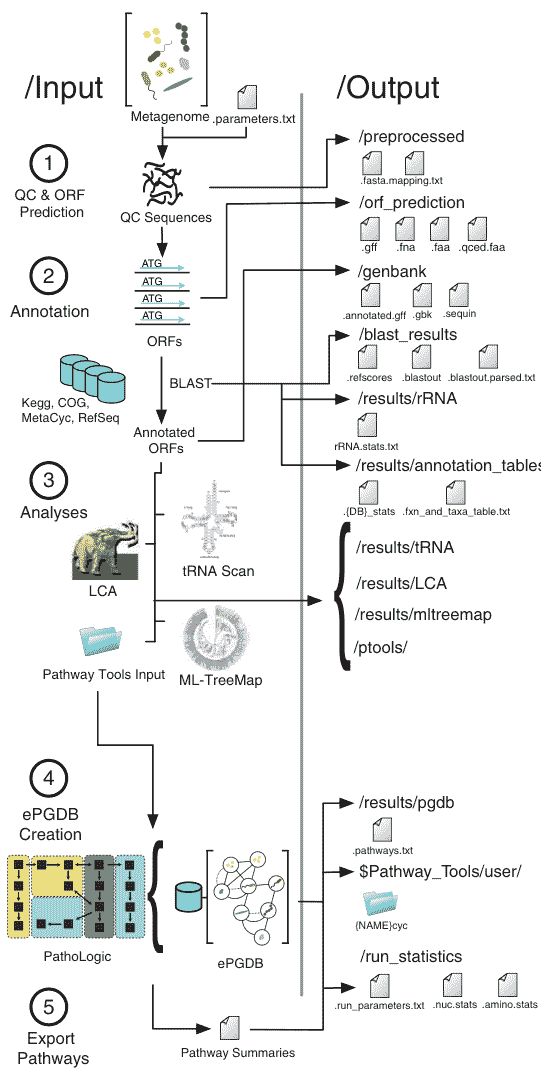 /Input
/Output
Metagenome
.parameters.txt
1
QC & ORF
Prediction
QC Sequences
/preprocessed
.fasta
.mapping.txt
/orf_prediction
.gff
.fna
.faa
.qced.faa
2
Annotation
ATG
ATG
ATG
ATG
ORFs
/genbank
.annotated.gff
.gbk
.sequin
BLAST
/blast_results
.refscores
.blastout
.blastout.parsed.txt
Kegg, COG,
MetaCyc, RefSeq
/results/rRNA
rRNA.stats.txt
Annotated
ORFs
/results/annotation_tables
.{DB}_stats
.fxn_and_taxa_table.txt
3
Analyses
LCA
tRNA Scan
/results/tRNA
/results/LCA
/results/mltreemap
/ptools/
Pathway Tools Input
ML-TreeMap
4
ePGDB
Creation
PathoLogic
ePGDB
/results/pgdb
.pathways.txt
$Pathway_Tools/user/
{NAME}cyc
/run_statistics
.run_parameters.txt
.nuc.stats
.amino.stats
5
Export
Pathways
Pathway Summaries